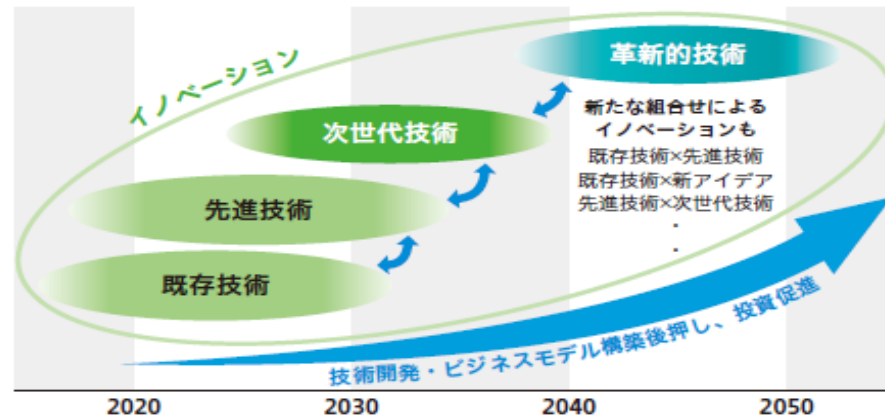 イノベーション
革新的技術
新たな組合せによる
イノベーションも
既存技術×先進技術
既存技術×新アイデア
先進技術×次世代技術
・
・
次世代技術
先進技術
既存技術
技術開発・ビジネスモデル構築後押し、投資促進
2020 2030 2040 2050